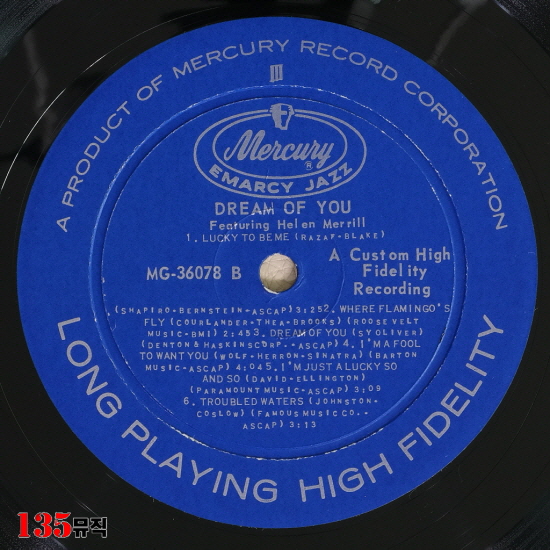 A PRODUCT OF MERCURY RECORD CORPORATION
III
Mercury
R
EMARCY JAZZ
DREAM OF YOU
Featuring Helen Merrill
1. LUCKY TO BE ME (RAZAF-BLAKE)
MG-36078 B
A Custom High
Fidelity
Recording
(SHAPIRO-BERNSTEIN-ASCAP) 3:25 2. WHERE FLAMINGO'S
FLY (COURLANDER-THEA-BROOKS) (ROOSEVELT
MUSIC-BMI) 2:45 3. DREAM OF YOU (SY OLIVER)
(DENTON & HASKINS CORP.. -ASCAP) 4. I'M A FOOL
TO WANT YOU (WOLF-HERRON-SINATRA) (BARTON
MUSIC-ASCAP) 4:04 5. I'M JUST A LUCKY SO
AND SO (DAVID-ELLINGTON)
(PARAMOUNT MUSIC-ASCAP) 3:09
6. TROUBLED WATERS (JOHNSTON-
COSLOW) (FAMOUS MUSIC CO..-
ASCAP) 3:13
LONG PLAYING HIGH FIDELITY
135뮤직